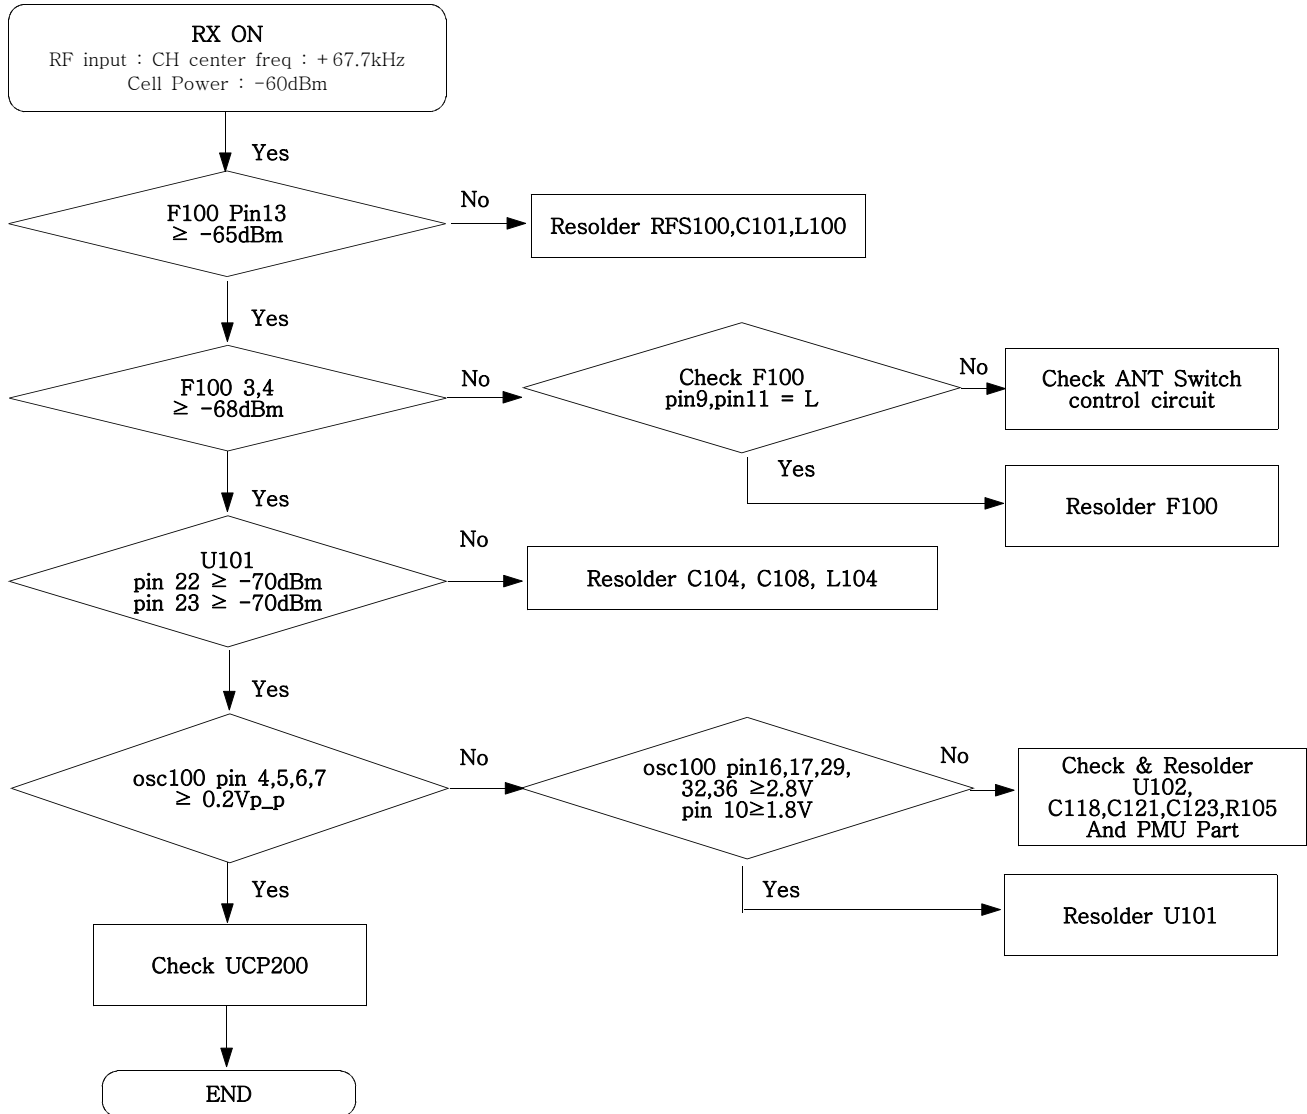 RX ON
RF input : CH center freq : +67.7kHz
Cell Power : -60dBm
Yes
F100 Pin13
≥ -65dBm
No
Resolder RFS100,C101,L100
Yes
F100 3,4
≥ -68dBm
No
Check F100
pin9,pin11 = L
No
Check ANT Switch
control circuit
Yes
Resolder F100
Yes
U101
pin 22 ≥ -70dBm
pin 23 ≥ -70dBm
No
Resolder C104, C108, L104
Yes
osc100 pin 4,5,6,7
≥ 0.2Vp_p
No
osc100 pin16,17,29,
32,36 ≥2.8V
pin 10≥1.8V
No
Check & Resolder
U102,
C118,C121,C123,R105
And PMU Part
Yes
Resolder U101
Yes
Check UCP200
END